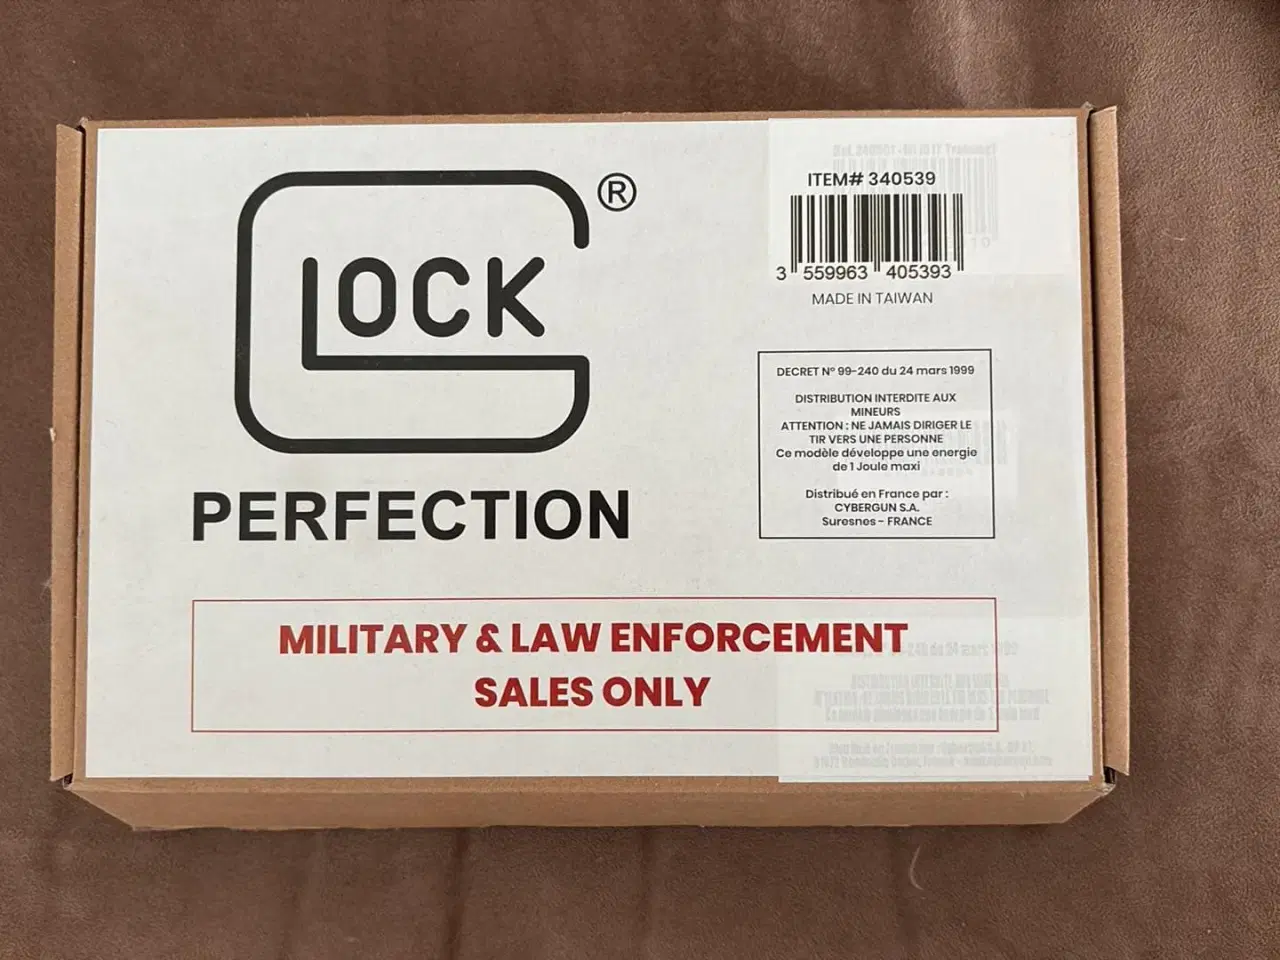 GLOCK ®
PERFECTION
MILITARY & LAW ENFORCEMENT
SALES ONLY
ITEM# 340539
3 559963 405393
MADE IN TAIWAN
DECRET N° 99-240 du 24 mars 1999
DISTRIBUTION INTERDITE AUX
MINEURS
ATTENTION : NE JAMAIS DIRIGER LE
TIR VERS UNE PERSONNE
Ce modèle développe une energie
de 1 Joule maxi
Distribué en France par :
CYBERGUN S.A.
Suresnes - FRANCE